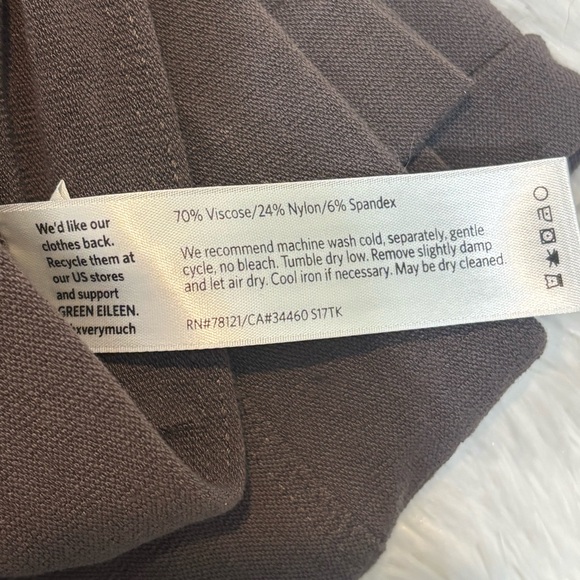 We'd like our
clothes back.
Recycle them at
our US stores
and support
GREEN EILEEN.
70% Viscose/24% Nylon/6% Spandex
We recommend machine wash cold, separately, gentle
cycle, no bleach. Tumble dry low. Remove slightly damp
and let air dry. Cool iron if necessary. May be dry cleaned.
RN#78121/CA#34460 S17TK